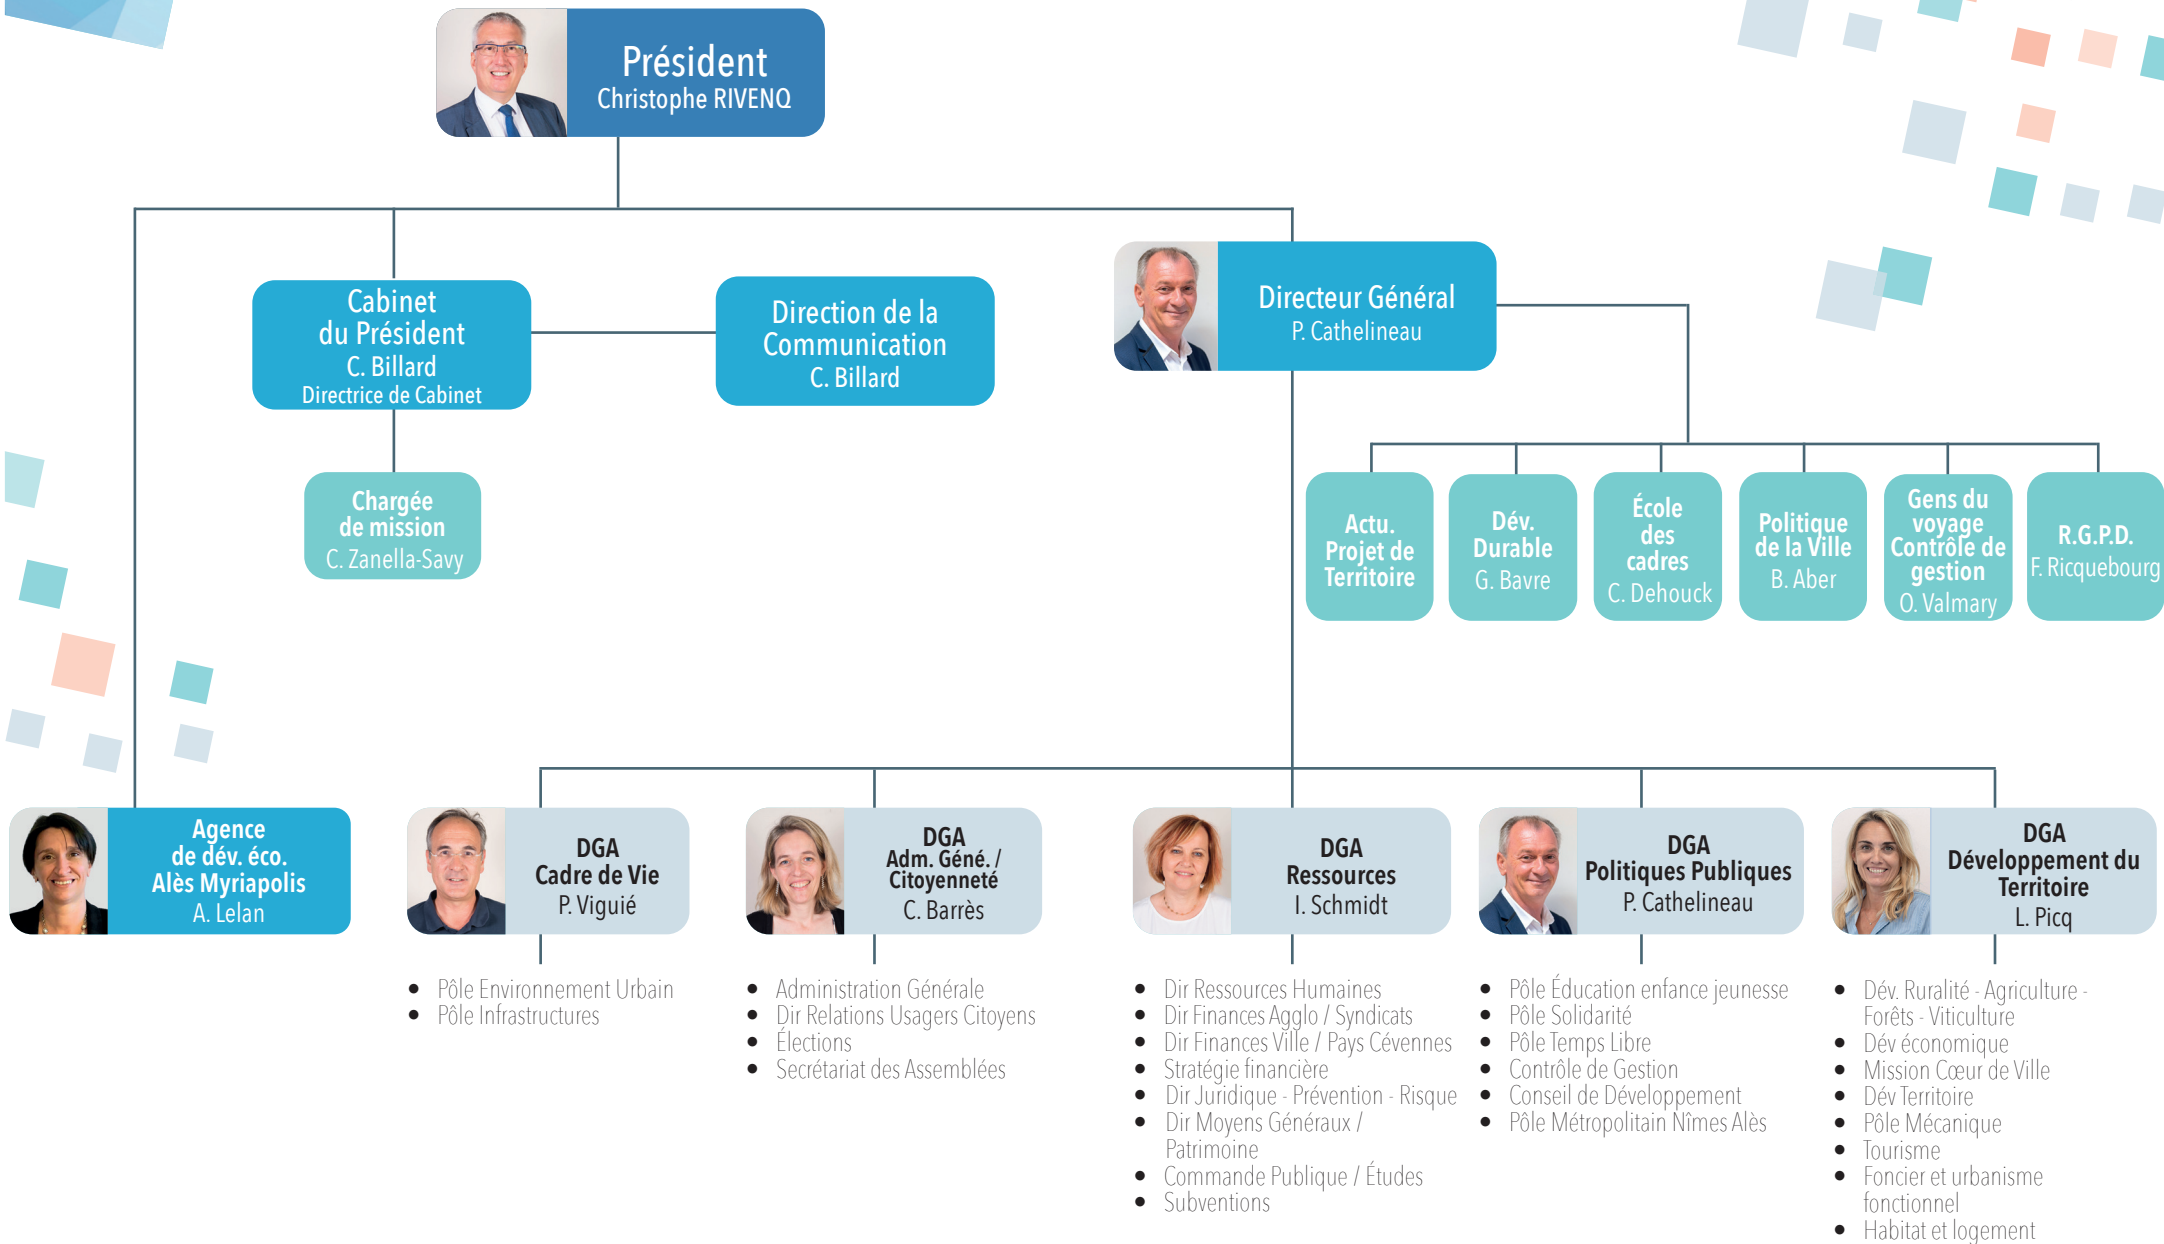 Président
Christophe RIVENQ
Cabinet
du Président
C. Billard
Directrice de Cabinet
Direction de la
Communication
C. Billard
Directeur Général
P. Cathelineau
Chargée
de mission
C. Zanella-Savy
Actu.
Projet de
Territoire
Dév.
Durable
G. Bavre
École
des
cadres
C. Dehouck
Politique
de la Ville
B. Aber
Gens du
voyage
Contrôle de
gestion
O. Valmary
R.G.P.D.
F. Ricquebourg
Agence
de dév. éco.
Alès Myriapolis
A. Lelan
DGA
Cadre de Vie
P. Viguié
• Pôle Environnement Urbain
• Pôle Infrastructures
DGA
Adm. Géné. /
Citoyenneté
C. Barrès
• Administration Générale
• Dir Relations Usagers Citoyens
• Élections
• Secrétariat des Assemblées
DGA
Ressources
I. Schmidt
• Dir Ressources Humaines
• Dir Finances Agglo / Syndicats
• Dir Finances Ville / Pays Cévennes
• Stratégie financière
• Dir Juridique - Prévention - Risque
• Dir Moyens Généraux /
Patrimoine
• Commande Publique / Études
• Subventions
DGA
Politiques Publiques
P. Cathelineau
• Pôle Éducation enfance jeunesse
• Pôle Solidarité
• Pôle Temps Libre
• Contrôle de Gestion
• Conseil de Développement
• Pôle Métropolitain Nîmes Alès
DGA
Développement du
Territoire
L. Picq
• Dév. Ruralité - Agriculture -
Forêts - Viticulture
• Dév économique
• Mission Cœur de Ville
• Dév Territoire
• Pôle Mécanique
• Tourisme
• Foncier et urbanisme
fonctionnel
• Habitat et logement